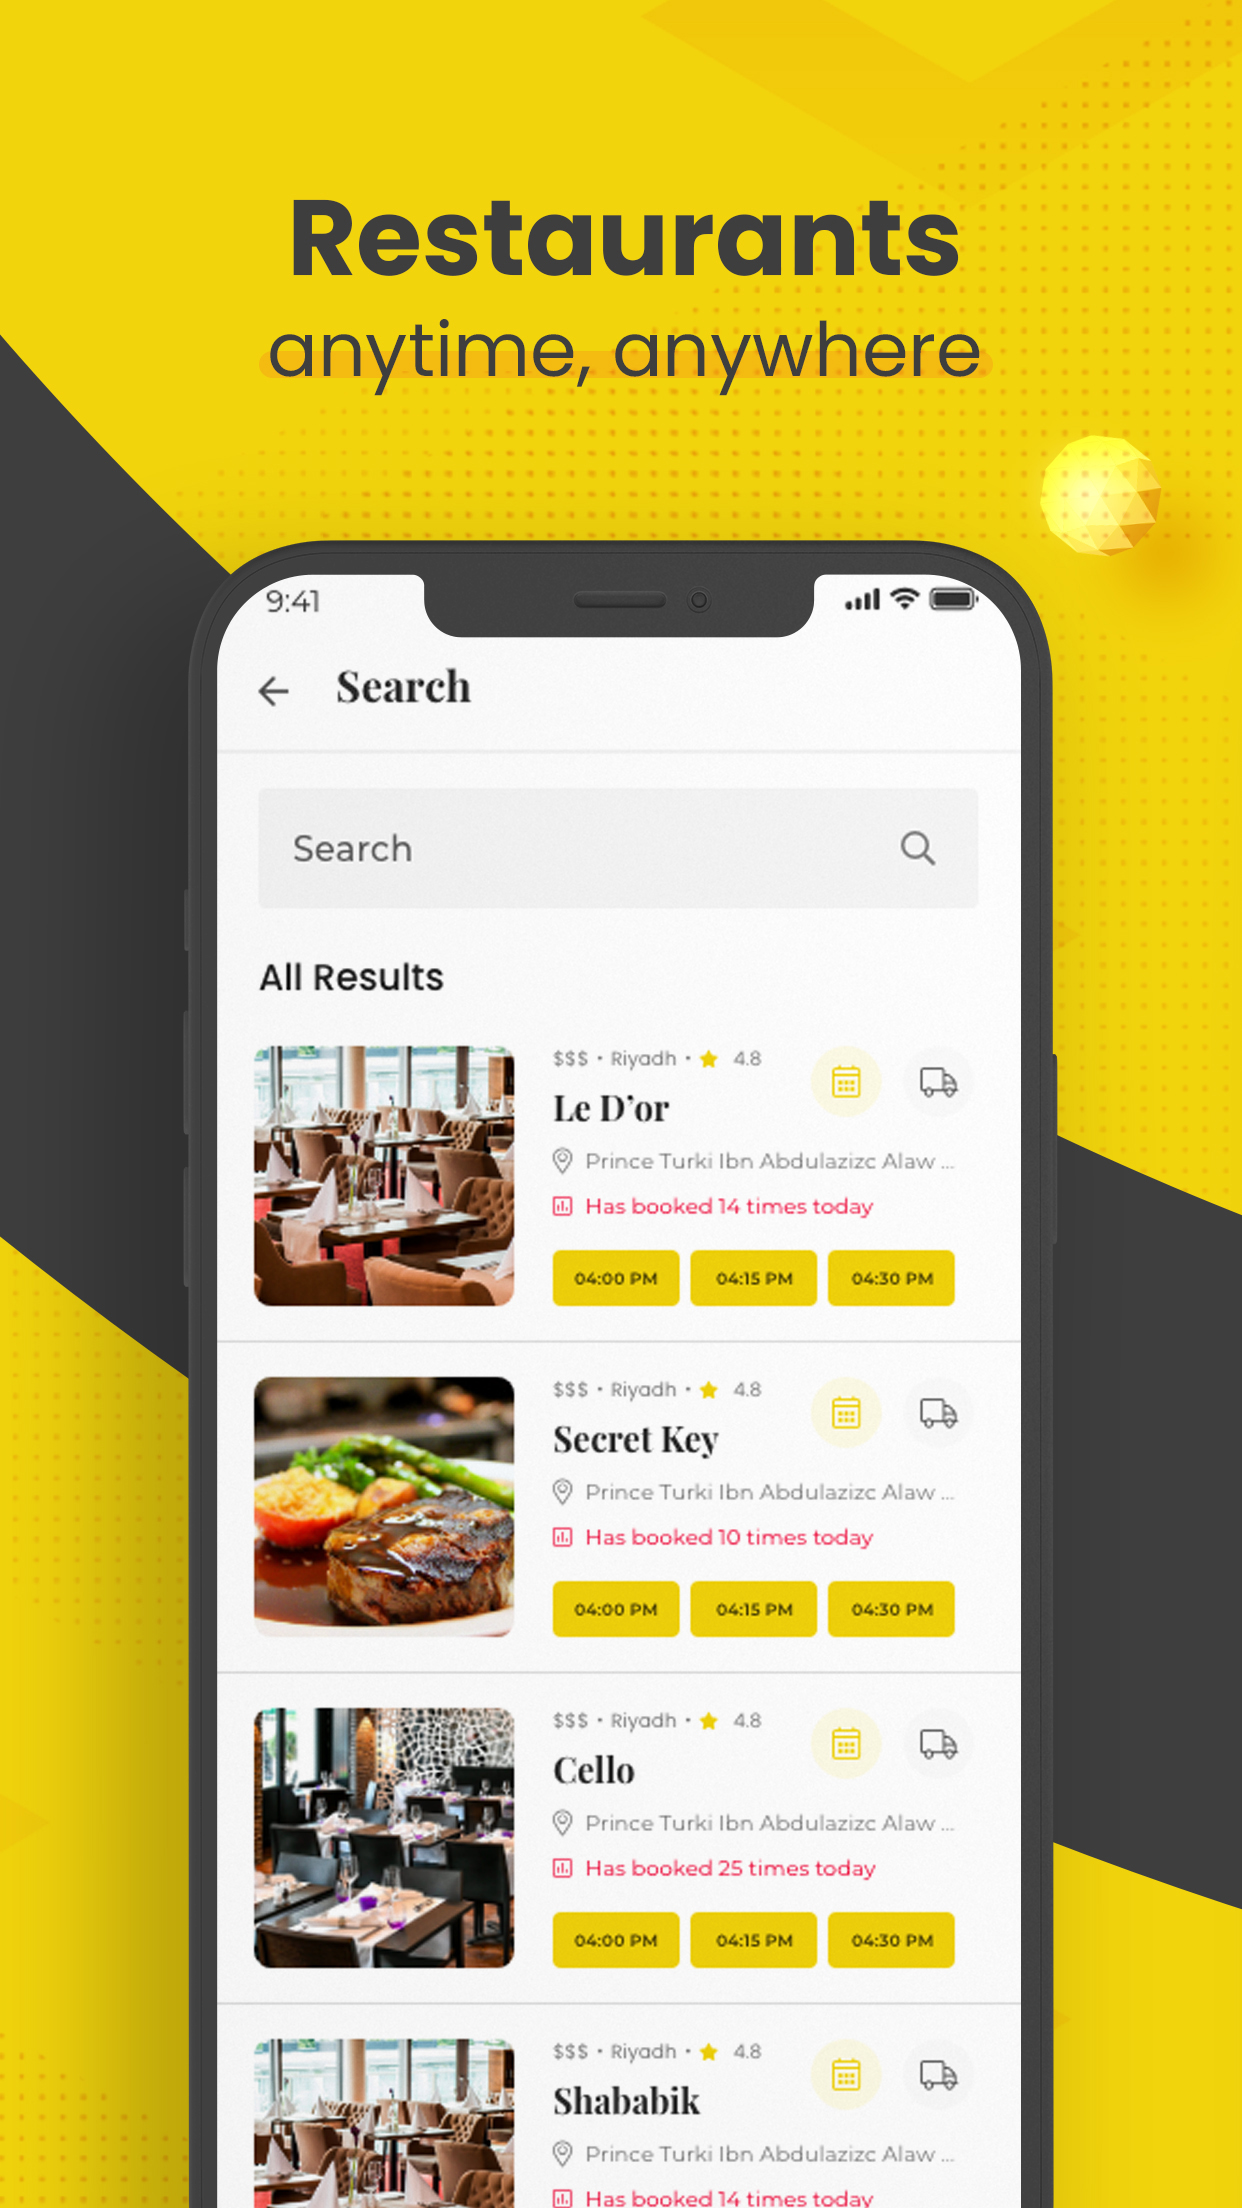 Restaurants
anytime, anywhere
9:41
Search
Search
All Results
$$$ • Riyadh • 4.8
Le D’or
Prince Turki Ibn Abdulazizc Alaw ...
Has booked 14 times today
04:00 PM 04:15 PM 04:30 PM
$$$ • Riyadh • 4.8
Secret Key
Prince Turki Ibn Abdulazizc Alaw ...
Has booked 10 times today
04:00 PM 04:15 PM 04:30 PM
$$$ • Riyadh • 4.8
Cello
Prince Turki Ibn Abdulazizc Alaw ...
Has booked 25 times today
04:00 PM 04:15 PM 04:30 PM
$$$ • Riyadh • 4.8
Shababik
Prince Turki Ibn Abdulazizc Alaw ...
Has booked 14 times today